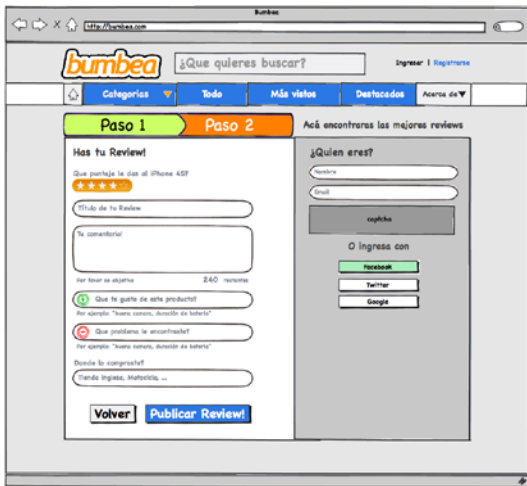 Bumbea
http://bumbea.com
bumbea
¿Que quieres buscar?
Ingresar | Registrarse
Categorias
Todo
Más vistos
Destacados
Acerca de
Paso 1
Paso 2
Acá encontraras las mejores reviews
Has tu Review!
Que puntaje le das al iPhone 4S?
Título de tu Review
Tu comentario!
Por favor se objetivo
240 restantes
Que te gusto de este producto?
Por ejemplo: "buena camara, duración de bateria"
Que problema le encontraste?
Por ejemplo: "buena camara, duración de bateria"
Donde lo compraste?
Tienda Inglesa, Motociclo, ...
Volver
Publicar Review!
¿Quien eres?
Nombre
Email
captcha
O ingresa con
Facebook
Twitter
Google